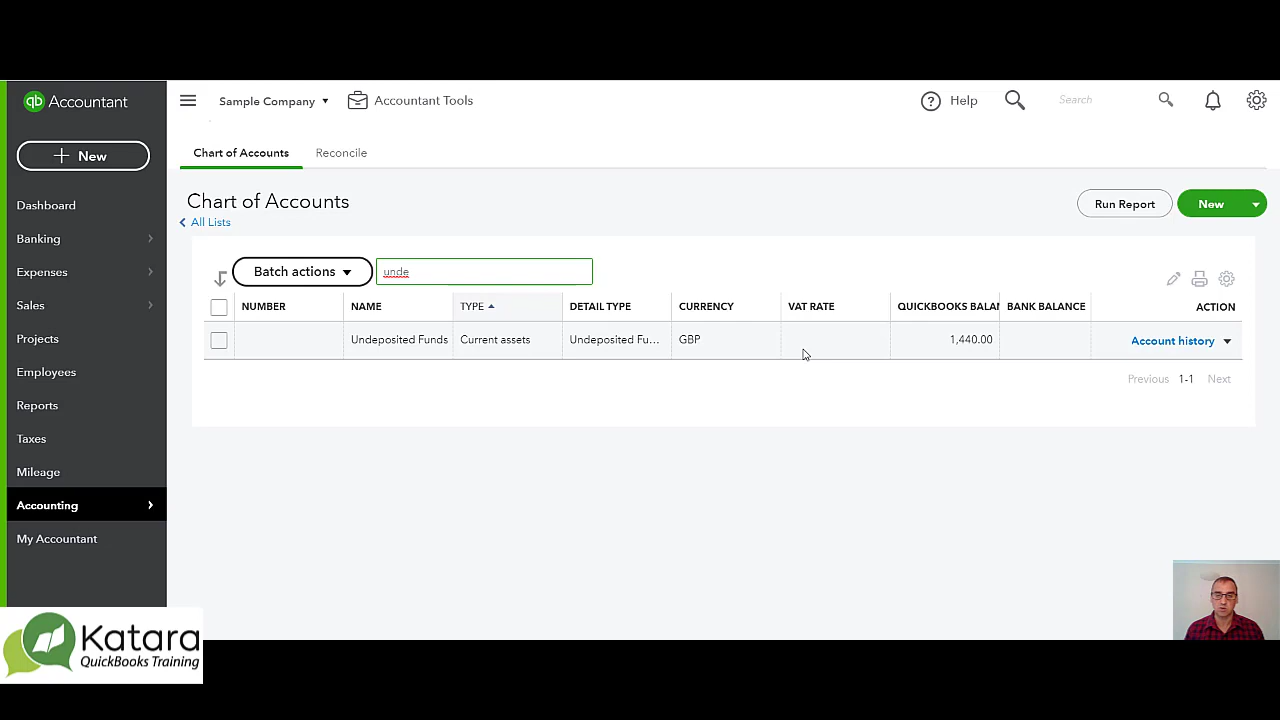 qb Accountant
Sample Company
Accountant Tools
Help
Search
New
Chart of Accounts
Reconcile
Chart of Accounts
All Lists
Run Report
New
Dashboard
Banking
Expenses
Sales
Projects
Employees
Reports
Taxes
Mileage
Accounting
My Accountant
Batch actions
unde
NUMBER NAME TYPE DETAIL TYPE CURRENCY VAT RATE QUICKBOOKS BALAN BANK BALANCE ACTION
Undeposited Funds Current assets Undeposited Fu... GBP 1,440.00 Account history
Previous 1-1 Next
Katara
QuickBooks Training